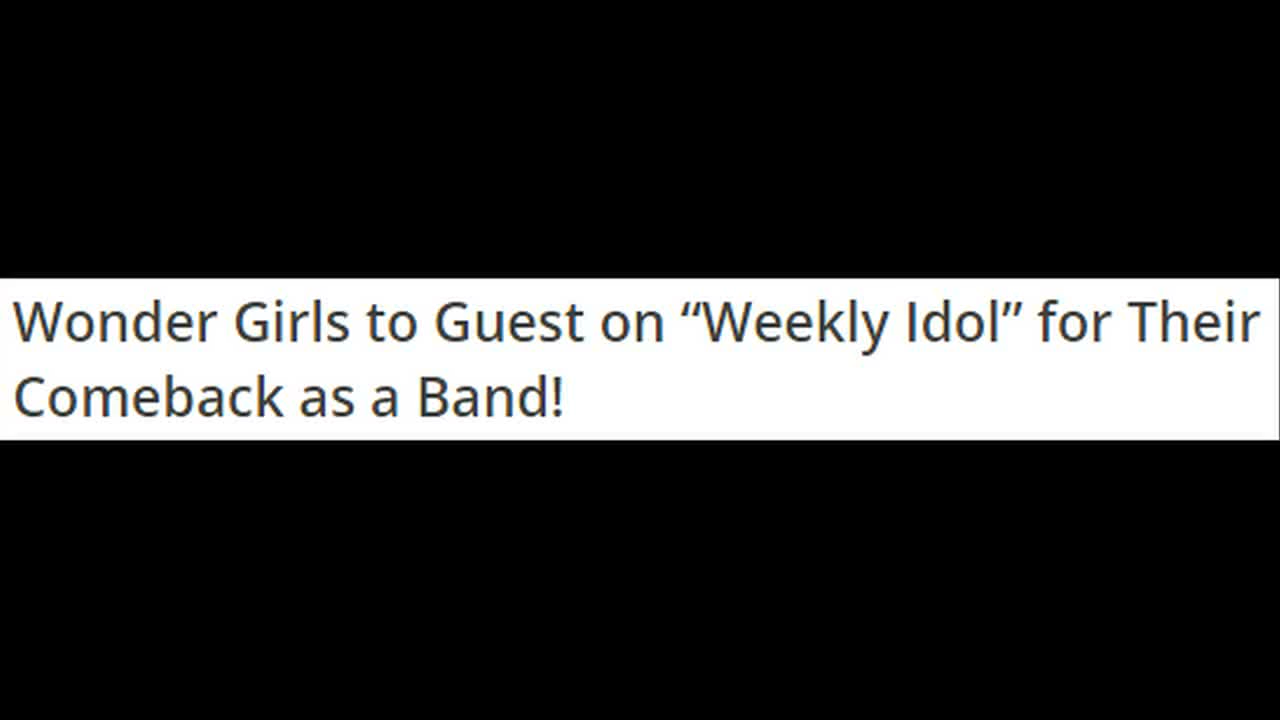 Wonder Girls to Guest on “Weekly Idol” for Their
Comeback as a Band!